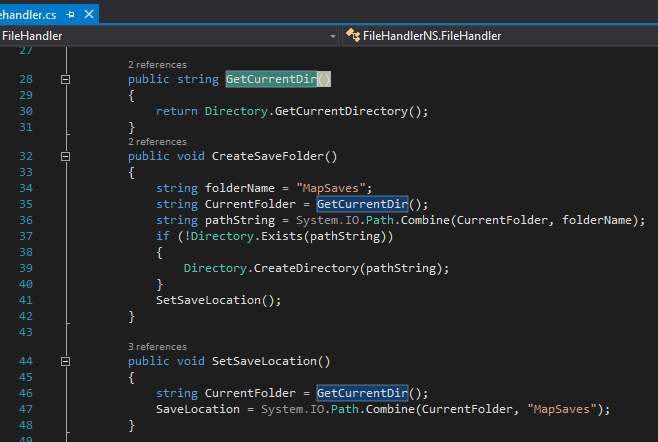 ehandler.cs
FileHandler
FileHandlerNS.FileHandler
27
2 references
28 public string GetCurrentDir()
29 {
30 return Directory.GetCurrentDirectory();
31 }
2 references
32 public void CreateSaveFolder()
33 {
34 string folderName = "MapSaves";
35 string CurrentFolder = GetCurrentDir();
36 string pathString = System.IO.Path.Combine(CurrentFolder, folderName);
37 if (!Directory.Exists(pathString))
38 {
39 Directory.CreateDirectory(pathString);
40 }
41 SetSaveLocation();
42 }
43
3 references
44 public void SetSaveLocation()
45 {
46 string CurrentFolder = GetCurrentDir();
47 SaveLocation = System.IO.Path.Combine(CurrentFolder, "MapSaves");
48 }
49